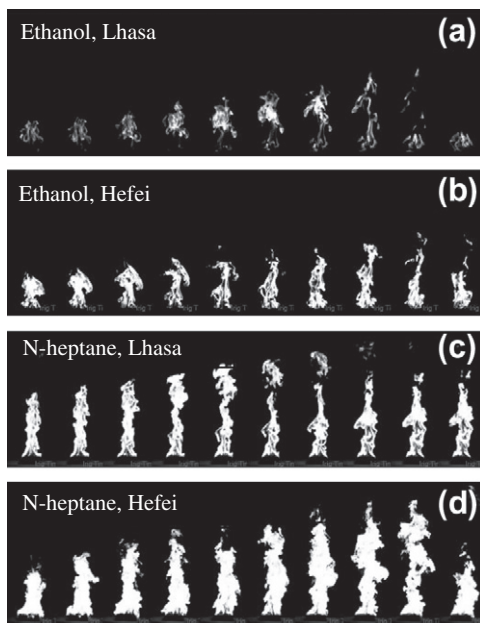 Ethanol, Lhasa
(a)
Ethanol, Hefei
(b)
N-heptane, Lhasa
(c)
N-heptane, Hefei
(d)